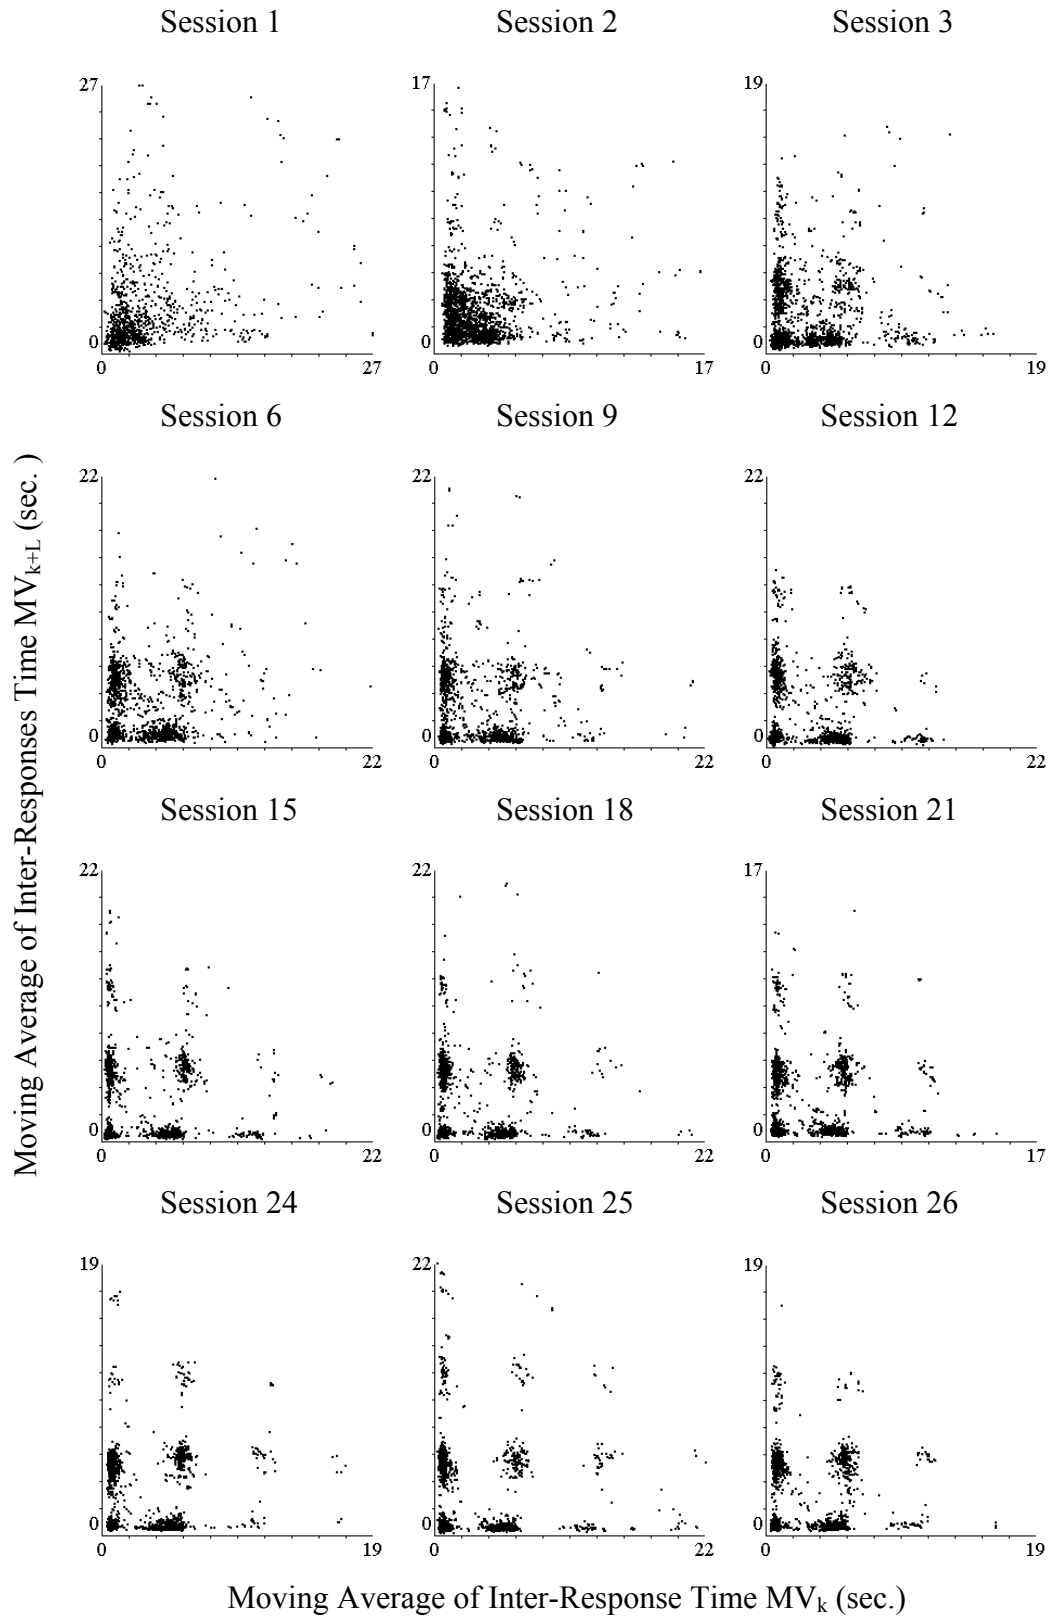 Session 1 Session 2 Session 3
27 17 19
0 0 0
0 27 0 17 0 19
Session 6 Session 9 Session 12
22 22 22
0 0 0
0 22 0 22 0 22
Session 15 Session 18 Session 21
22 22 17
0 0 0
0 22 0 22 0 17
Session 24 Session 25 Session 26
19 22 19
0 0 0
0 19 0 22 0 19
Moving Average of Inter-Responses Time MVk+L (sec. )
Moving Average of Inter-Response Time MVk (sec.)